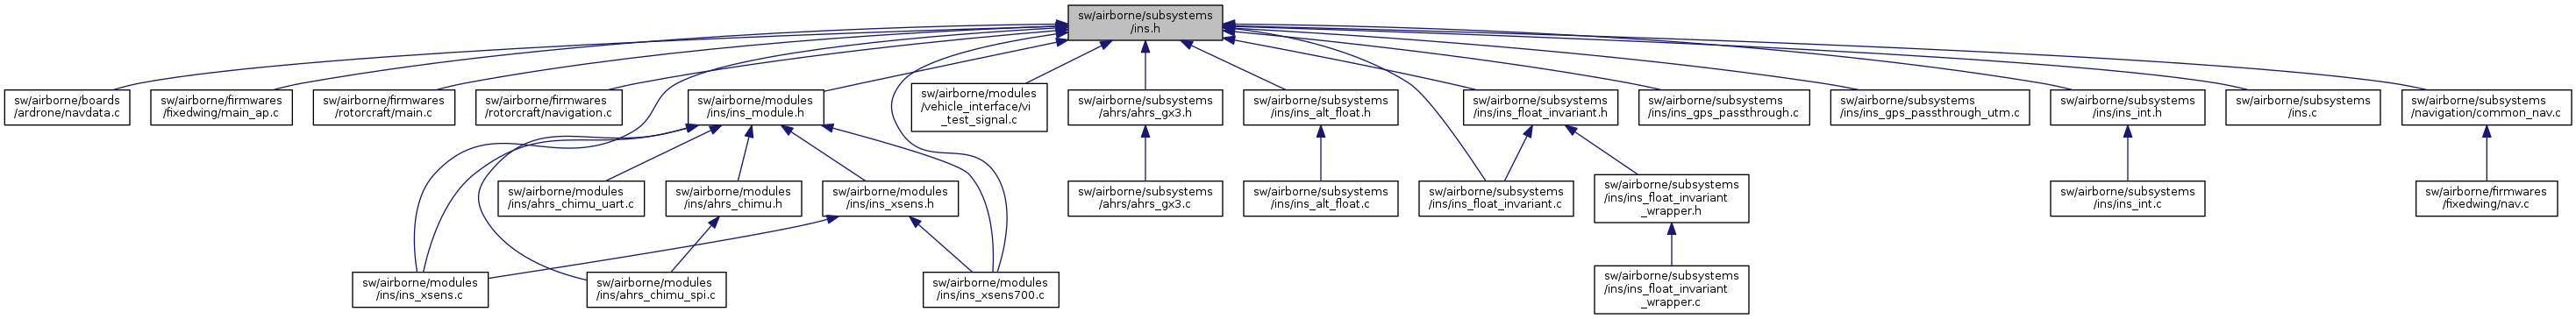 sw/airborne/subsystems
/ins.h
sw/airborne/boards
/ardrone/navdata.c
sw/airborne/firmwares
/fixedwing/main_ap.c
sw/airborne/firmwares
/rotorcraft/main.c
sw/airborne/firmwares
/rotorcraft/navigation.c
sw/airborne/modules
/ins/ins_module.h
sw/airborne/modules
/vehicle_interface/vi
_test_signal.c
sw/airborne/subsystems
/ahrs/ahrs_gx3.h
sw/airborne/subsystems
/ins/ins_alt_float.h
sw/airborne/subsystems
/ins/ins_float_invariant.h
sw/airborne/subsystems
/ins/ins_gps_passthrough.c
sw/airborne/subsystems
/ins/ins_gps_passthrough_utm.c
sw/airborne/subsystems
/ins/ins_int.h
sw/airborne/subsystems
/ins.c
sw/airborne/subsystems
/navigation/common_nav.c
sw/airborne/modules
/ins/ahrs_chimu_uart.c
sw/airborne/modules
/ins/ahrs_chimu.h
sw/airborne/modules
/ins/ins_xsens.h
sw/airborne/subsystems
/ahrs/ahrs_gx3.c
sw/airborne/subsystems
/ins/ins_alt_float.c
sw/airborne/subsystems
/ins/ins_float_invariant.c
sw/airborne/subsystems
/ins/ins_float_invariant
_wrapper.h
sw/airborne/subsystems
/ins/ins_int.c
sw/airborne/firmwares
/fixedwing/nav.c
sw/airborne/modules
/ins/ins_xsens.c
sw/airborne/modules
/ins/ahrs_chimu_spi.c
sw/airborne/modules
/ins/ins_xsens700.c
sw/airborne/subsystems
/ins/ins_float_invariant
_wrapper.c